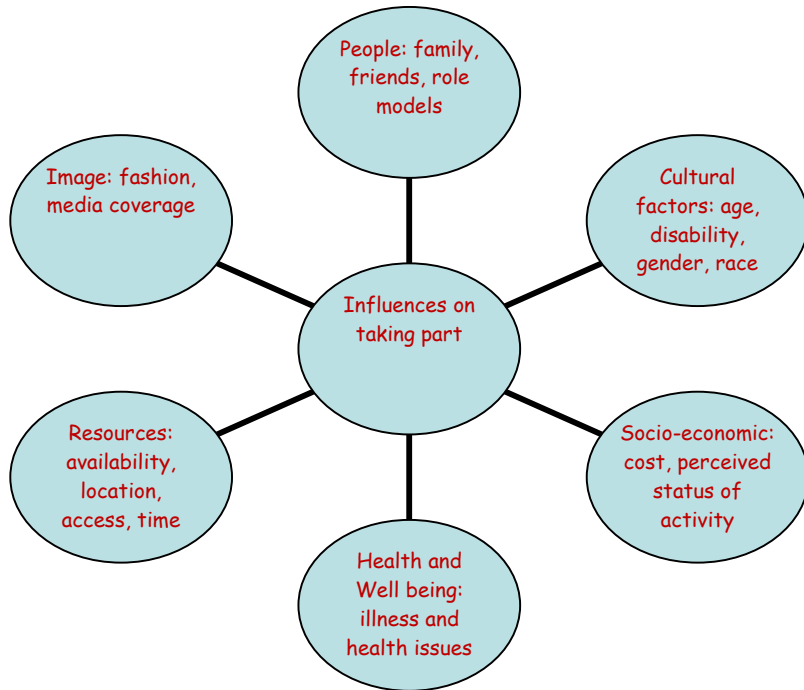 People: family,
friends, role
models
Image: fashion,
media coverage
Cultural
factors: age,
disability,
gender, race
Influences on
taking part
Resources:
availability,
location,
access, time
Socio-economic:
cost, perceived
status of
activity
Health and
Well being:
illness and
health issues